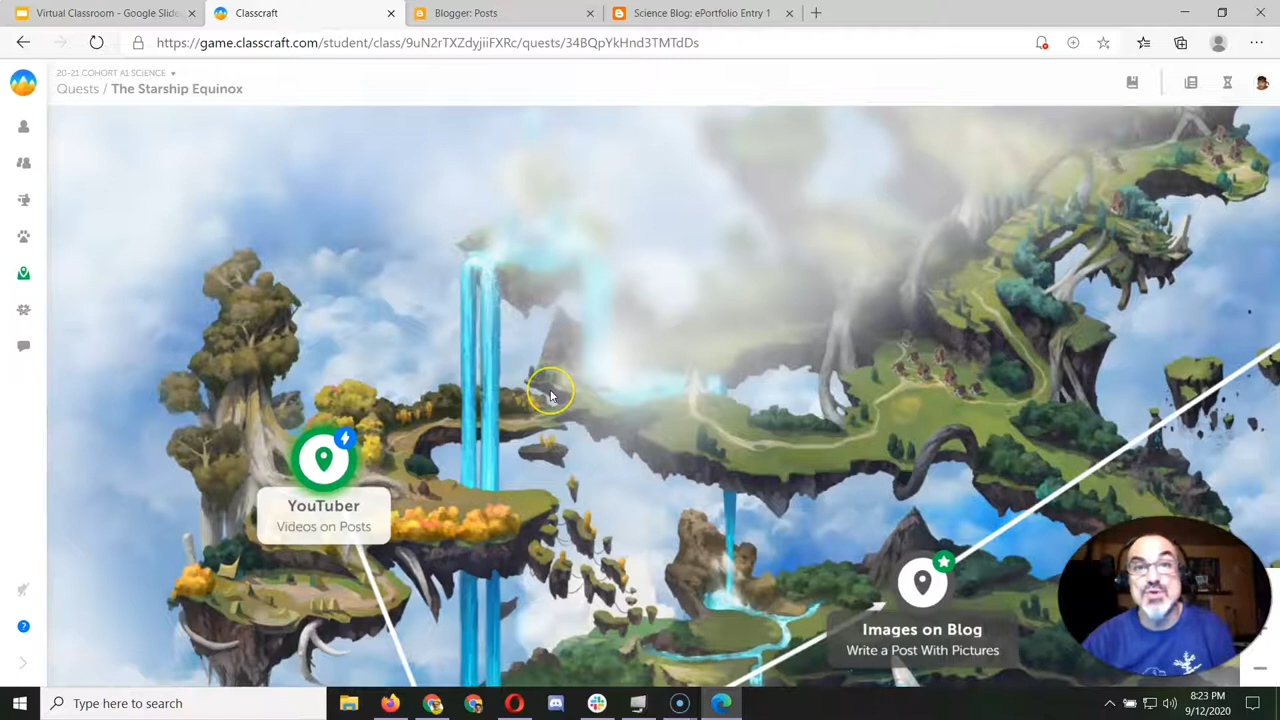 Virtual Classroom - Google Slide
Classcraft
Blogger: Posts
Science Blog: ePortfolio Entry 1
https://game.classcraft.com/student/class/9uN2rTXZdyjiiFXRc/quests/34BQpYkHnd3TMTdDs
20-21 COHORT A1 SCIENCE
Quests / The Starship Equinox
YouTuber
Videos on Posts
Images on Blog
Write a Post With Pictures
Type here to search
8:23 PM
9/12/2020